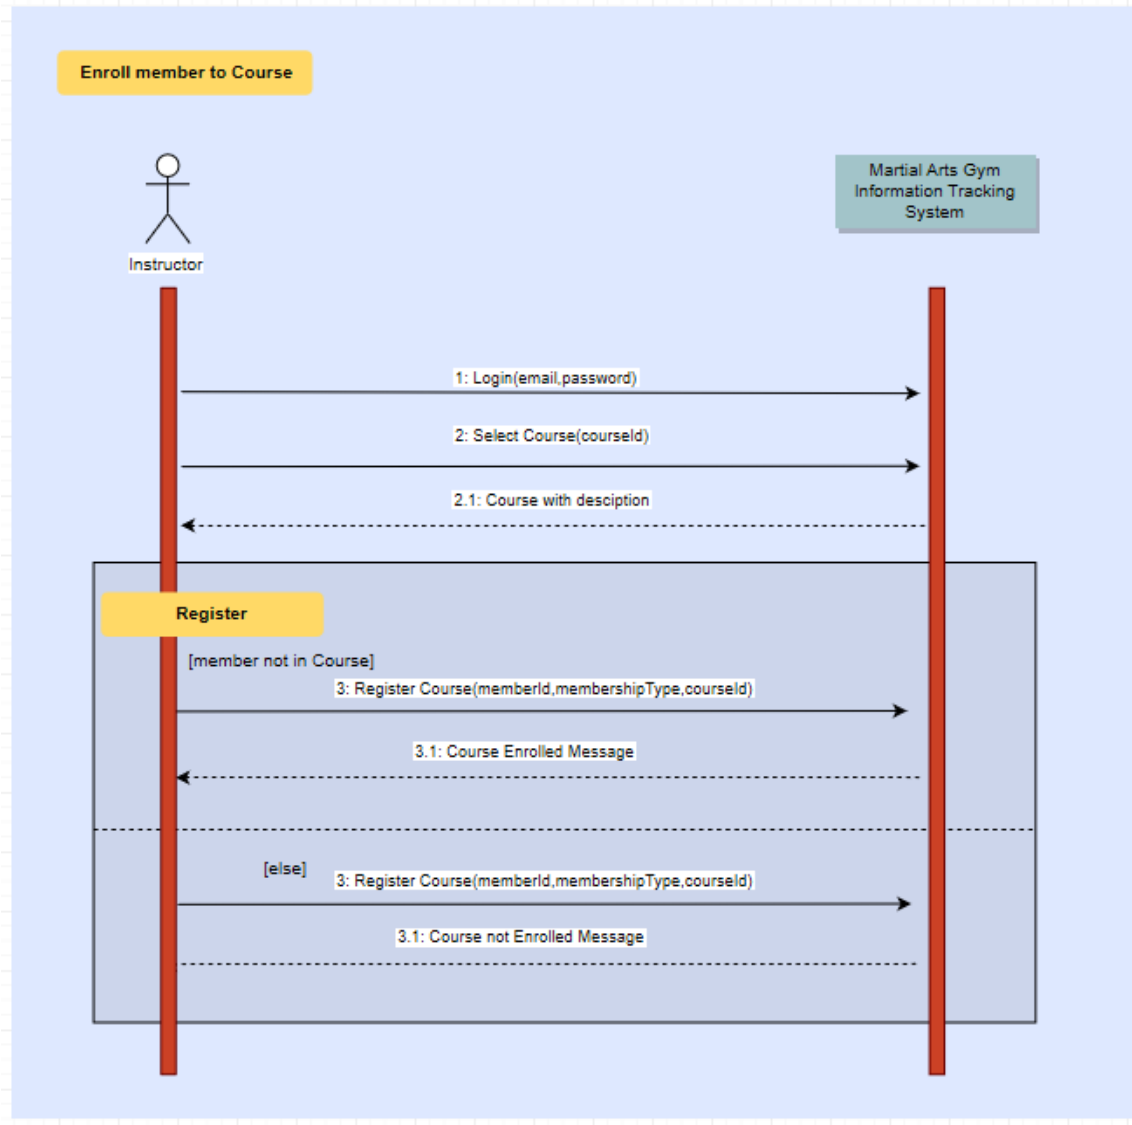 Enroll member to Course
Martial Arts Gym
Information Tracking
System
Instructor
1: Login(email,password)
2: Select Course(courseId)
2.1: Course with desciption
Register
[member not in Course]
3: Register Course(memberId,membershipType,courseId)
3.1: Course Enrolled Message
[else]
3: Register Course(memberId,membershipType,courseId)
3.1: Course not Enrolled Message